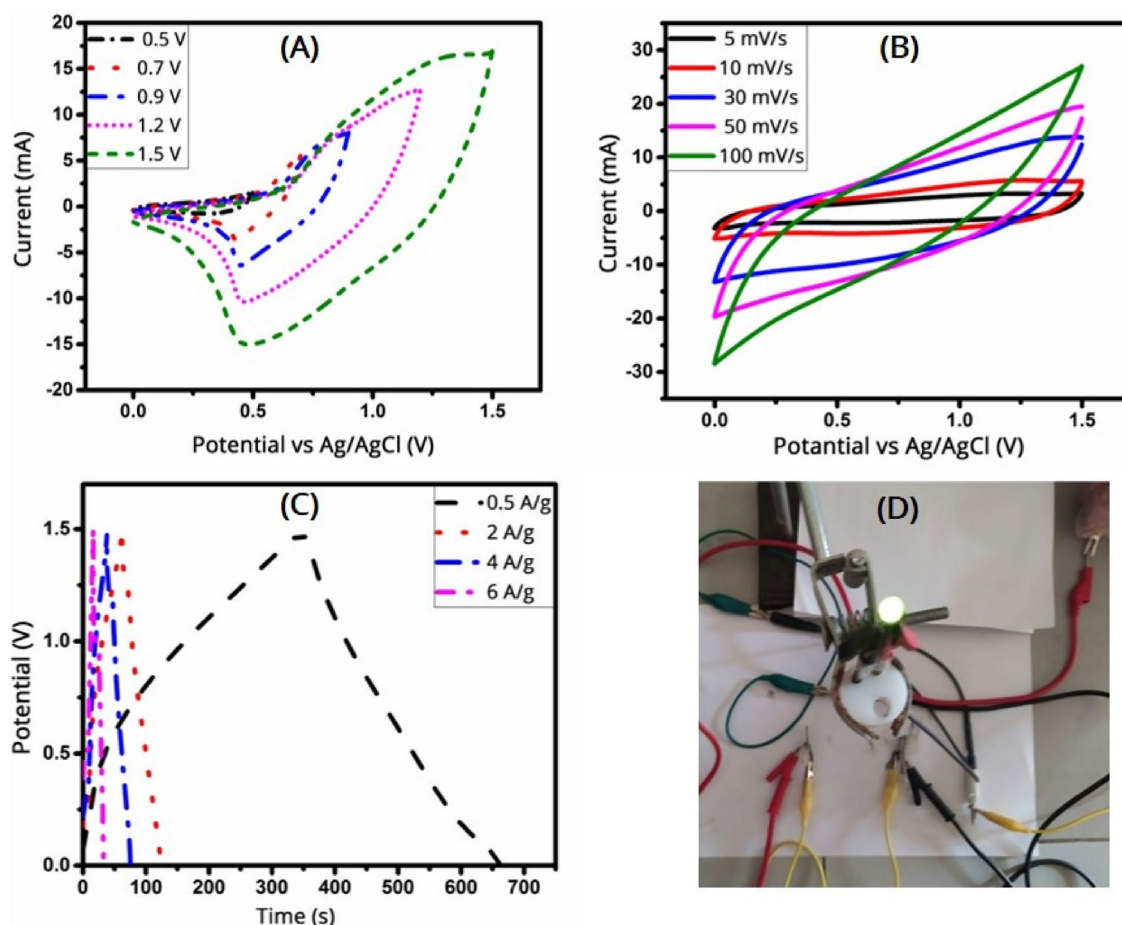 (A)
0.5 V
0.7 V
0.9 V
1.2 V
1.5 V
20
15
10
5
0
-5
-10
-15
-20
Current (mA)
0.0 0.5 1.0 1.5
Potential vs Ag/AgCl (V)
(B)
5 mV/s
10 mV/s
30 mV/s
50 mV/s
100 mV/s
30
20
10
0
-10
-20
-30
Current (mA)
0.0 0.5 1.0 1.5
Potantial vs Ag/AgCl (V)
(C)
0.5 A/g
2 A/g
4 A/g
6 A/g
1.5
1.0
0.5
0.0
Potential (V)
0 100 200 300 400 500 600 700
Time (s)
(D)